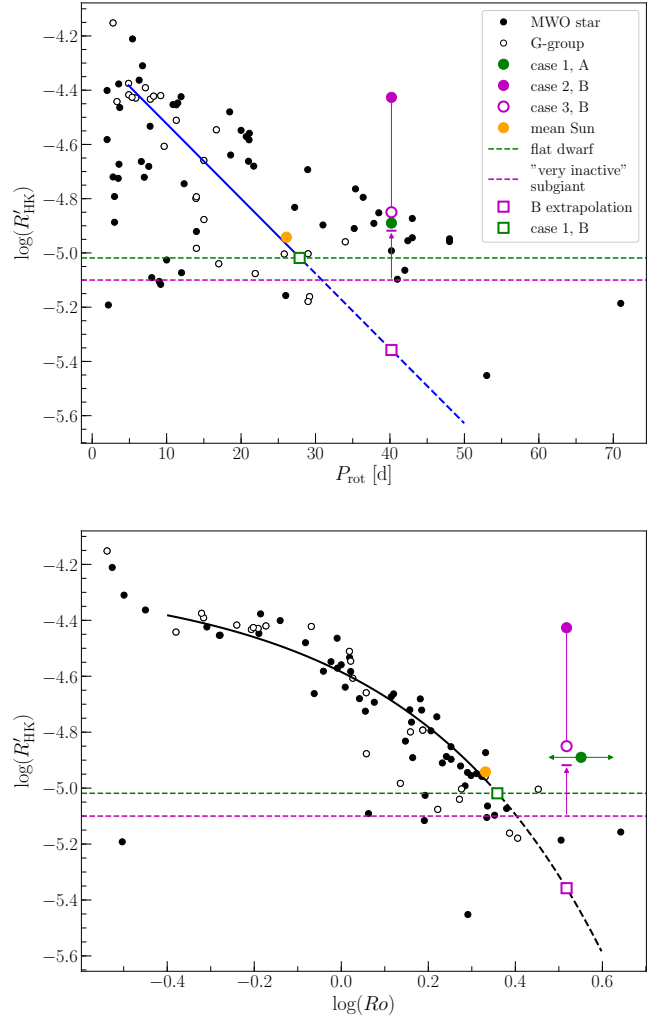 −4.2
−4.4
−4.6
−4.8
−5.0
−5.2
−5.4
−5.6
log(R′HK)
0 10 20 30 40 50 60 70
Prot [d]
MWO star
G-group
case 1, A
case 2, B
case 3, B
mean Sun
flat dwarf
"very inactive"
subgiant
B extrapolation
case 1, B
−4.2
−4.4
−4.6
−4.8
−5.0
−5.2
−5.4
−5.6
log(R′HK)
−0.4 −0.2 0.0 0.2 0.4 0.6
log(Ro)